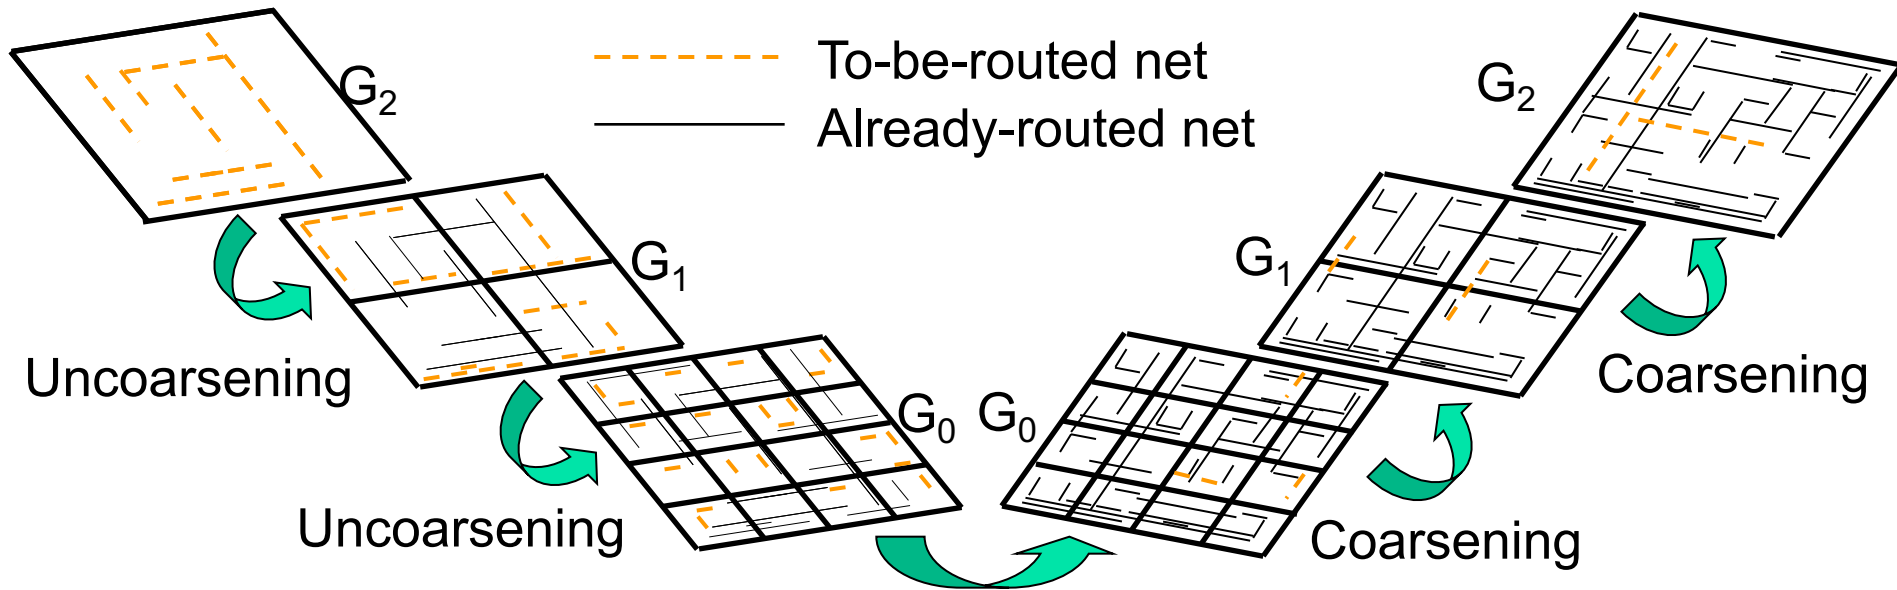 To-be-routed net
Already-routed net
G₂
G₂
G₁
G₁
Uncoarsening
Coarsening
G₀
G₀
Uncoarsening
Coarsening